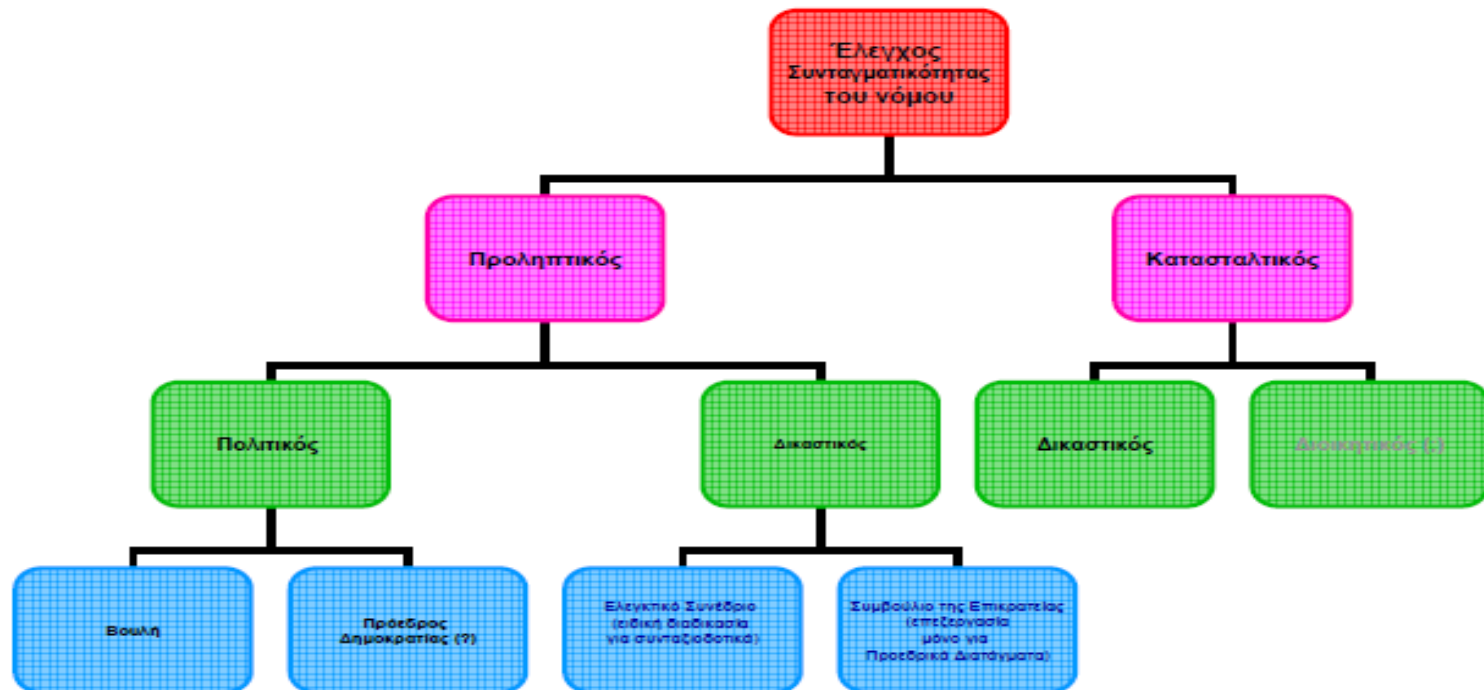 Έλεγχος
Συνταγματικότητας
του νόμου
Προληπτικός
Κατασταλτικός
Πολιτικός
Δικαστικός
Δικαστικός
Διοικητικός (;)
Βουλή
Πρόεδρος
Δημοκρατίας (?)
Ελεγκτικό Συνέδριο
(ειδική διαδικασία
για συνταξιοδοτικά)
Συμβούλιο της Επικρατείας
(επεξεργασία
μόνο για
Προεδρικά Διατάγματα)